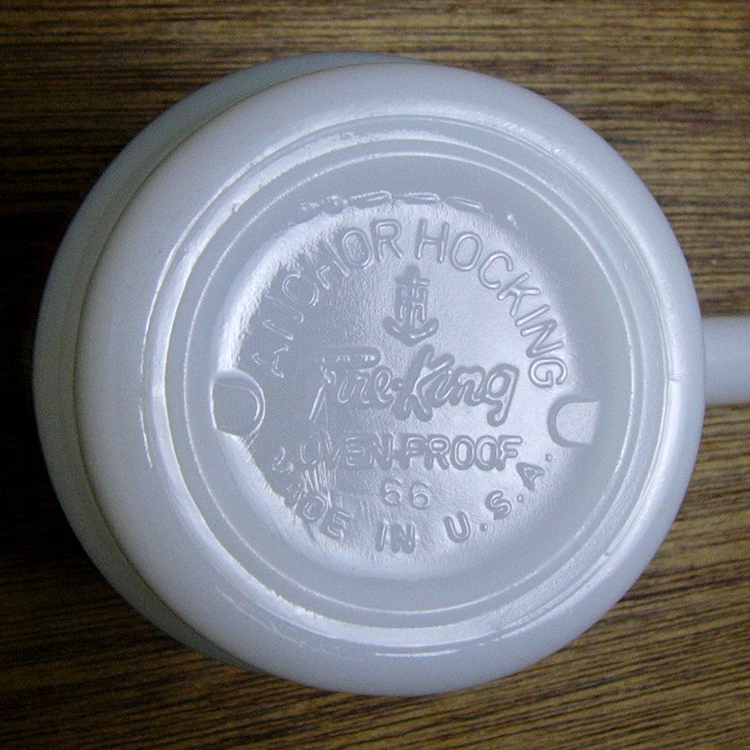 ANCHOR HOCKING
Fire-King
OVEN-PROOF
66
MADE IN U.S.A.